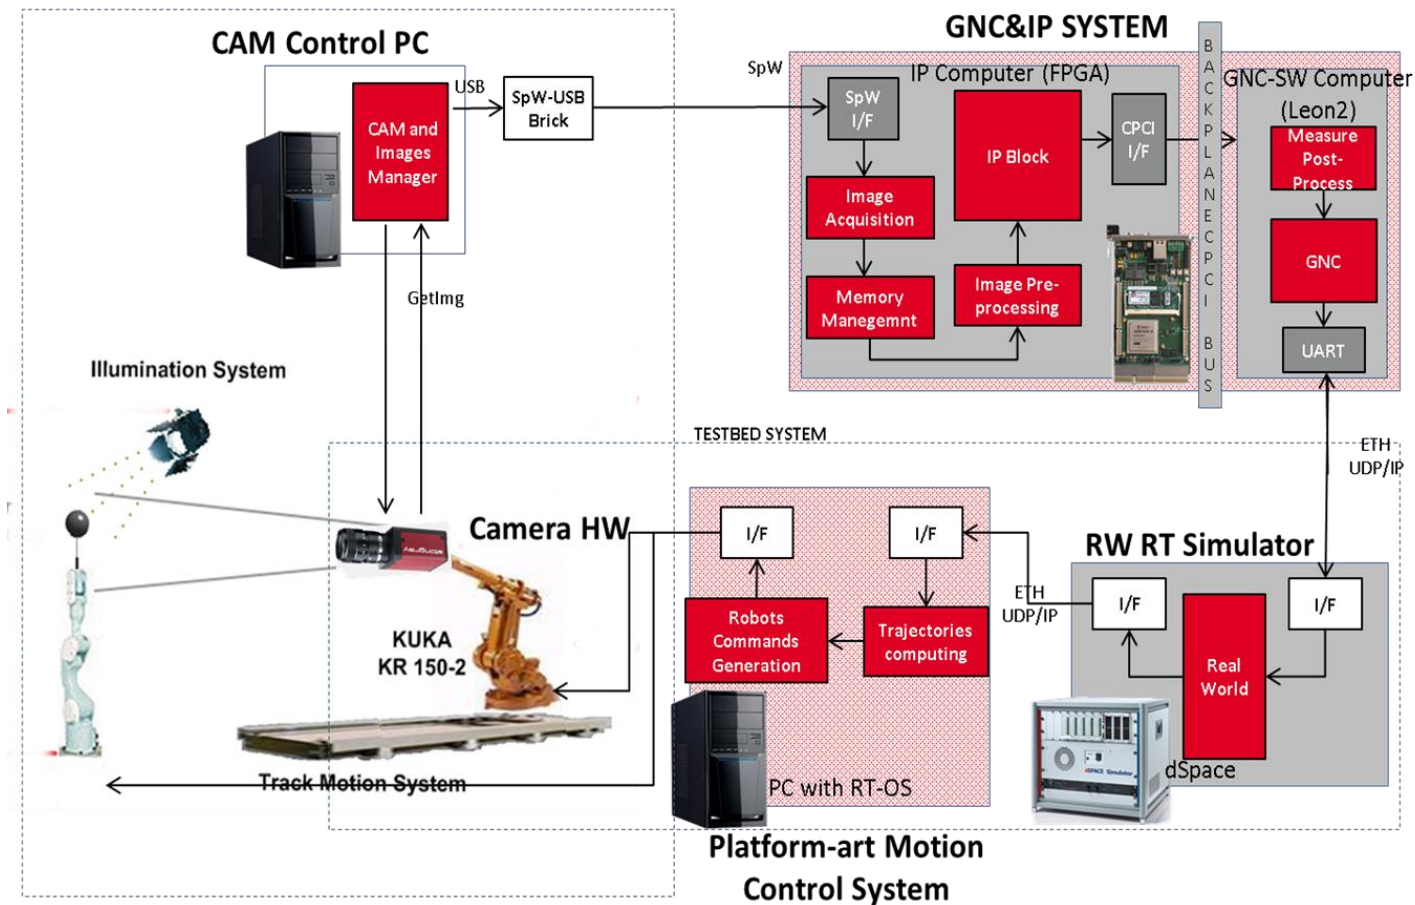 CAM Control PC
GNC&IP SYSTEM
USB
CAM and
Images
Manager
SpW-USB
Brick
SpW
IP Computer (FPGA)
SpW
I/F
Image
Acquisition
Memory
Manegemnt
IP Block
Image Pre-
processing
CPCI
I/F
BACKPLANECPCI BUS
GNC-SW Computer
(Leon2)
Measure
Post-
Process
GNC
UART
GetImg
Illumination System
TESTBED SYSTEM
ETH
UDP/IP
Camera HW
I/F
I/F
RW RT Simulator
ETH
UDP/IP
I/F
I/F
KUKA
KR 150-2
Robots
Commands
Generation
Trajectories
computing
Real
World
dSPACE Simulator
dSpace
Track Motion System
PC with RT-OS
Platform-art Motion
Control System